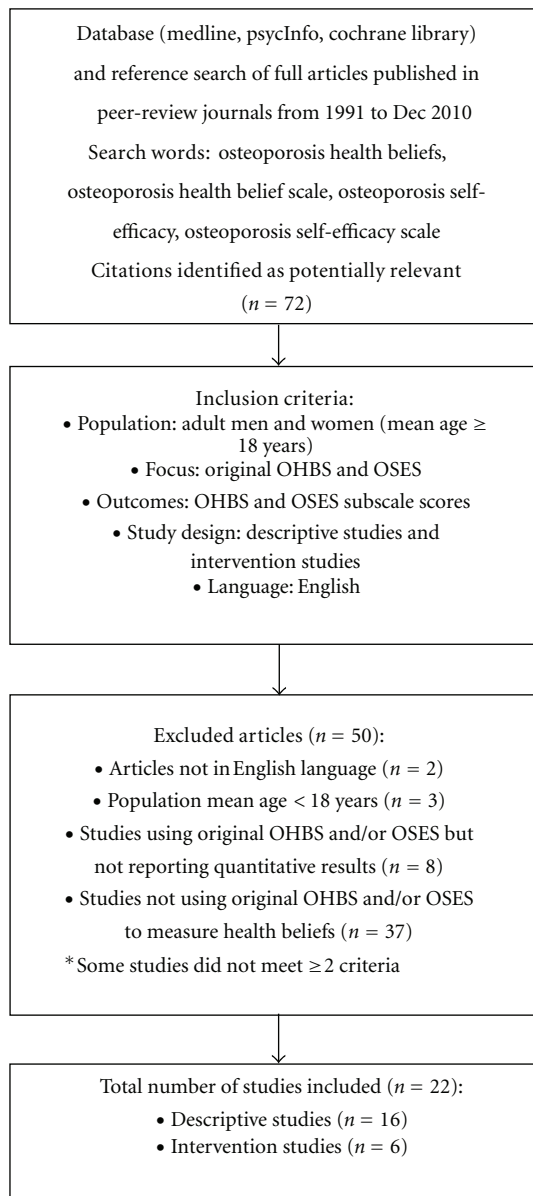 Database (medline, psycInfo, cochrane library)
and reference search of full articles published in
peer-review journals from 1991 to Dec 2010
Search words: osteoporosis health beliefs,
osteoporosis health belief scale, osteoporosis self-
efficacy, osteoporosis self-efficacy scale
Citations identified as potentially relevant
(n = 72)
Inclusion criteria:
• Population: adult men and women (mean age ≥
18 years)
• Focus: original OHBS and OSES
• Outcomes: OHBS and OSES subscale scores
• Study design: descriptive studies and
intervention studies
• Language: English
Excluded articles (n = 50):
• Articles not in English language (n = 2)
• Population mean age < 18 years (n = 3)
• Studies using original OHBS and/or OSES but
not reporting quantitative results (n = 8)
• Studies not using original OHBS and/or OSES
to measure health beliefs (n = 37)
*Some studies did not meet ≥2 criteria
Total number of studies included (n = 22):
• Descriptive studies (n = 16)
• Intervention studies (n = 6)